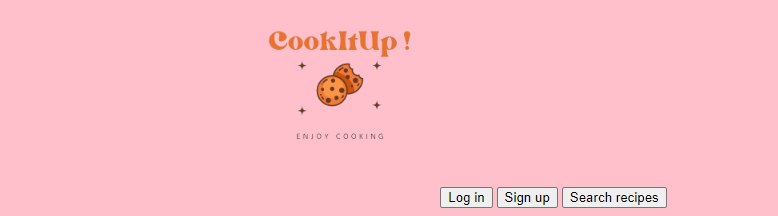 CookItUp !
ENJOY COOKING
Log in Sign up Search recipes